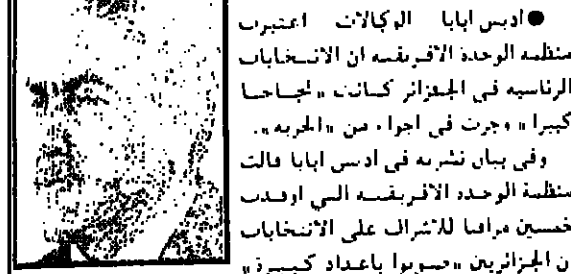 ●اديس ابابا الوكالات اعتبرت
منظمة الوحدة الافريقية ان الانتخابات
الرئاسية في الجزائر كانت «نجاحا
كبيرا» وجرت في اجواء من «الحرية».
وفي بيان نشرته في اديس ابابا قالت
منظمة الوحدة الافريقية التي اوفدت
خمسين مراقبا للاشراف على الانتخابات
ان الجزائريين «صوتوا باعداد كبيرة»